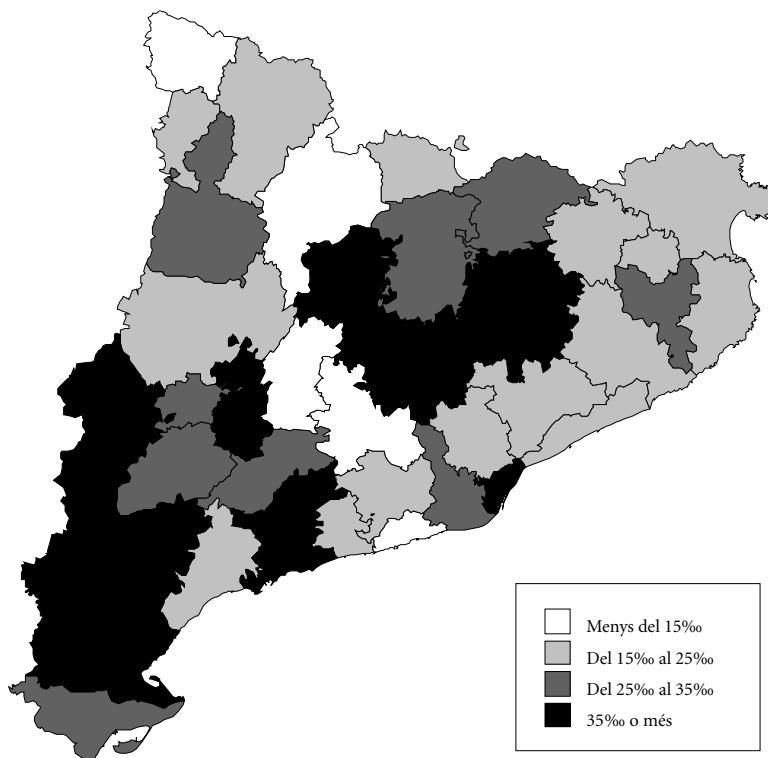 Menys del 15‰
Del 15‰ al 25‰
Del 25‰ al 35‰
35‰ o més